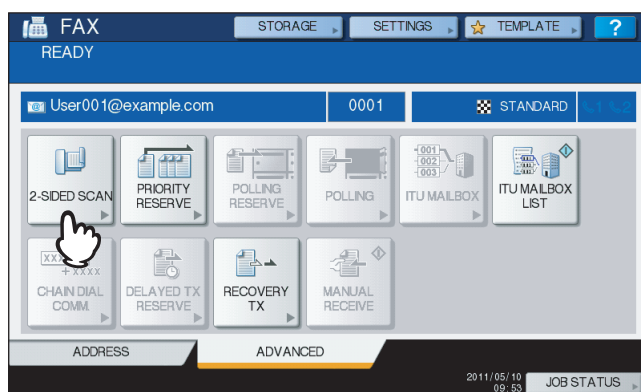 FAX
STORAGE
SETTINGS
TEMPLATE
?
READY
User001@example.com
0001
STANDARD
1
2
2-SIDED SCAN
PRIORITY
RESERVE
POLLING
RESERVE
POLLING
001
002
003
ITU MAILBOX
ITU MAILBOX
LIST
XXX
+xxxx
CHAIN DIAL
COMM.
DELAYED TX
RESERVE
RECOVERY
TX
MANUAL
RECEIVE
ADDRESS
ADVANCED
2011/05/10
09:53
JOB STATUS